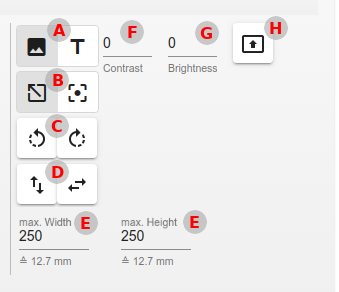 A
F
G
H
T
0
0
Contrast
Brightness
B
C
D
max. Width
E
max. Height
E
250
250
≙ 12.7 mm
≙ 12.7 mm